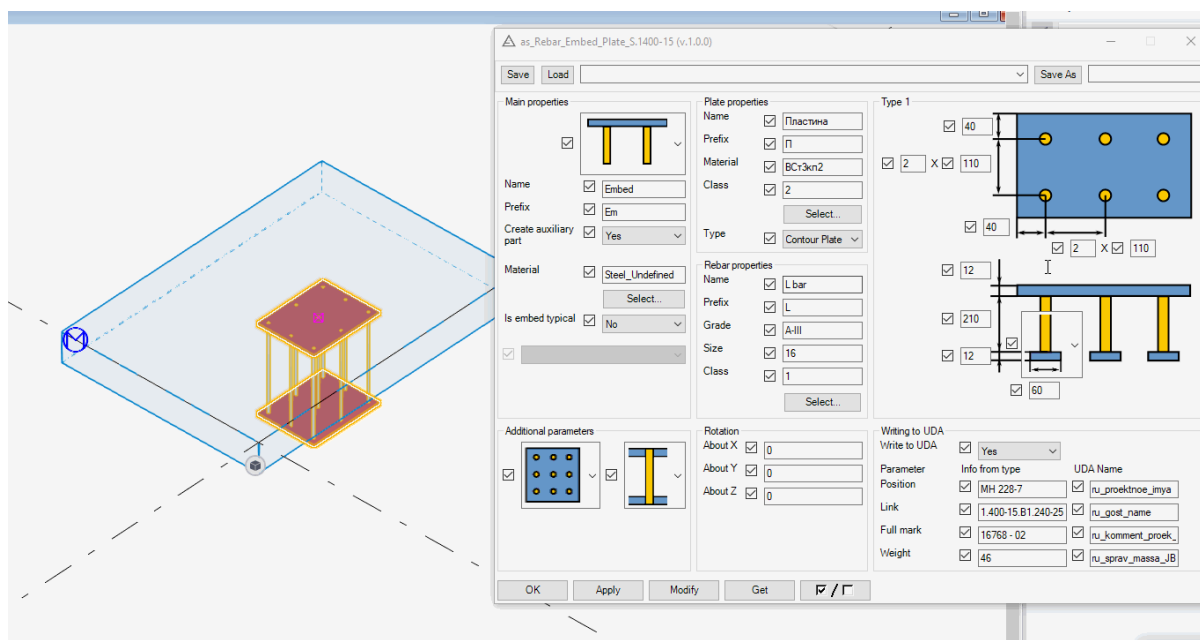 as_Rebar_Embed_Plate_S.1400-15 (v.1.0.0)
Save Load Save As
Main properties
Name Embed
Prefix Em
Create auxiliary part Yes
Material Steel_Undefined
Select...
Is embed typical No
Plate properties
Name Пластина
Prefix П
Material ВСт3кп2
Class 2
Select...
Type Contour Plate
Rebar properties
Name L bar
Prefix L
Grade A-III
Size 16
Class 1
Select...
Type 1
40
2 X 110
40
2 X 110
12
210
12
60
Additional parameters
Rotation
About X 0
About Y 0
About Z 0
Writing to UDA
Write to UDA Yes
Parameter Info from type UDA Name
Position МН 228-7 ru_proektnoe_imya
Link 1.400-15.B1.240-25 ru_gost_name
Full mark 16768 - 02 ru_komment_proek_
Weight 46 ru_sprav_massa_JB
OK Apply Modify Get /